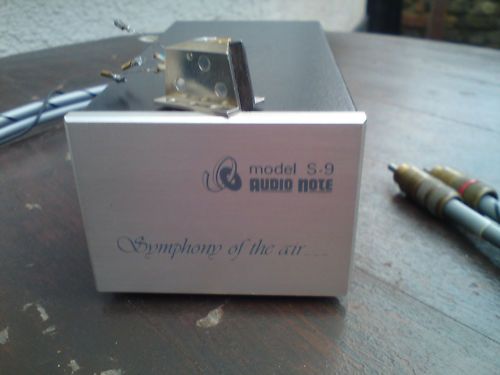 model S-9
AUDIO NOTE
Symphony of the air...